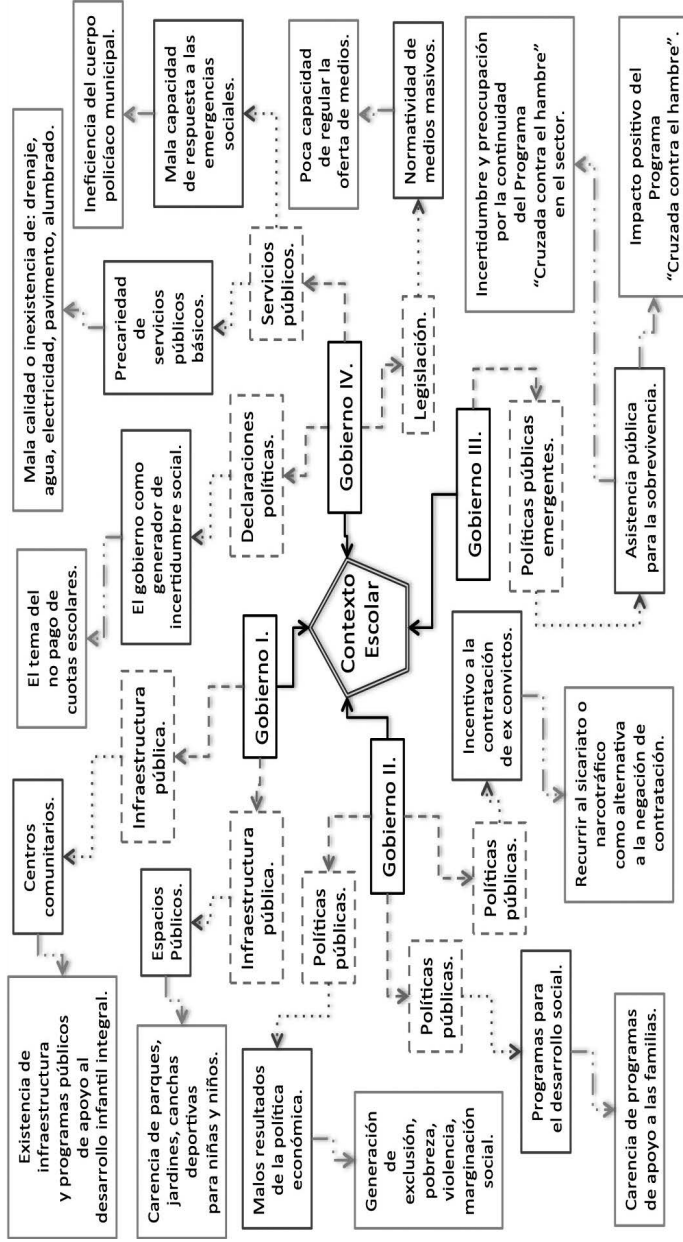 Existencia de
infraestructura
y programas públicos
de apoyo al
desarrollo infantil integral.
Centros
comunitarios.
Infraestructura
pública.
Carencia de parques,
jardines, canchas
deportivas
para niñas y niños.
Espacios
Públicos.
Infraestructura
pública.
Gobierno I.
El tema del
no pago de
cuotas escolares.
El gobierno como
generador de
incertidumbre social.
Declaraciones
políticas.
Mala calidad o inexistencia de: drenaje,
agua, electricidad, pavimento, alumbrado.
Precariedad
de
servicios
públicos
básicos.
Ineficiencia del cuerpo
policíaco municipal.
Mala capacidad
de respuesta a las
emergencias
sociales.
Servicios
públicos.
Gobierno IV.
Poca capacidad
de regular la
oferta de medios.
Normatividad de
medios masivos.
Legislación.
Contexto
Escolar
Malos resultados
de la política
económica.
Políticas
públicas.
Generación
de
exclusión,
pobreza,
violencia,
marginación
social.
Gobierno II.
Políticas
públicas.
Programas para
el desarrollo social.
Carencia de programas
de apoyo a las familias.
Políticas
públicas.
Incentivo a la
contratación
de ex convictos.
Recurrir al sicariato o
narcotráfico
como alternativa
a la negación de
contratación.
Gobierno III.
Políticas públicas
emergentes.
Asistencia pública
para la sobrevivencia.
Incertidumbre y preocupación
por la continuidad
del Programa
“Cruzada contra el hambre”
en el sector.
Impacto positivo del
Programa
“Cruzada contra el hambre”.